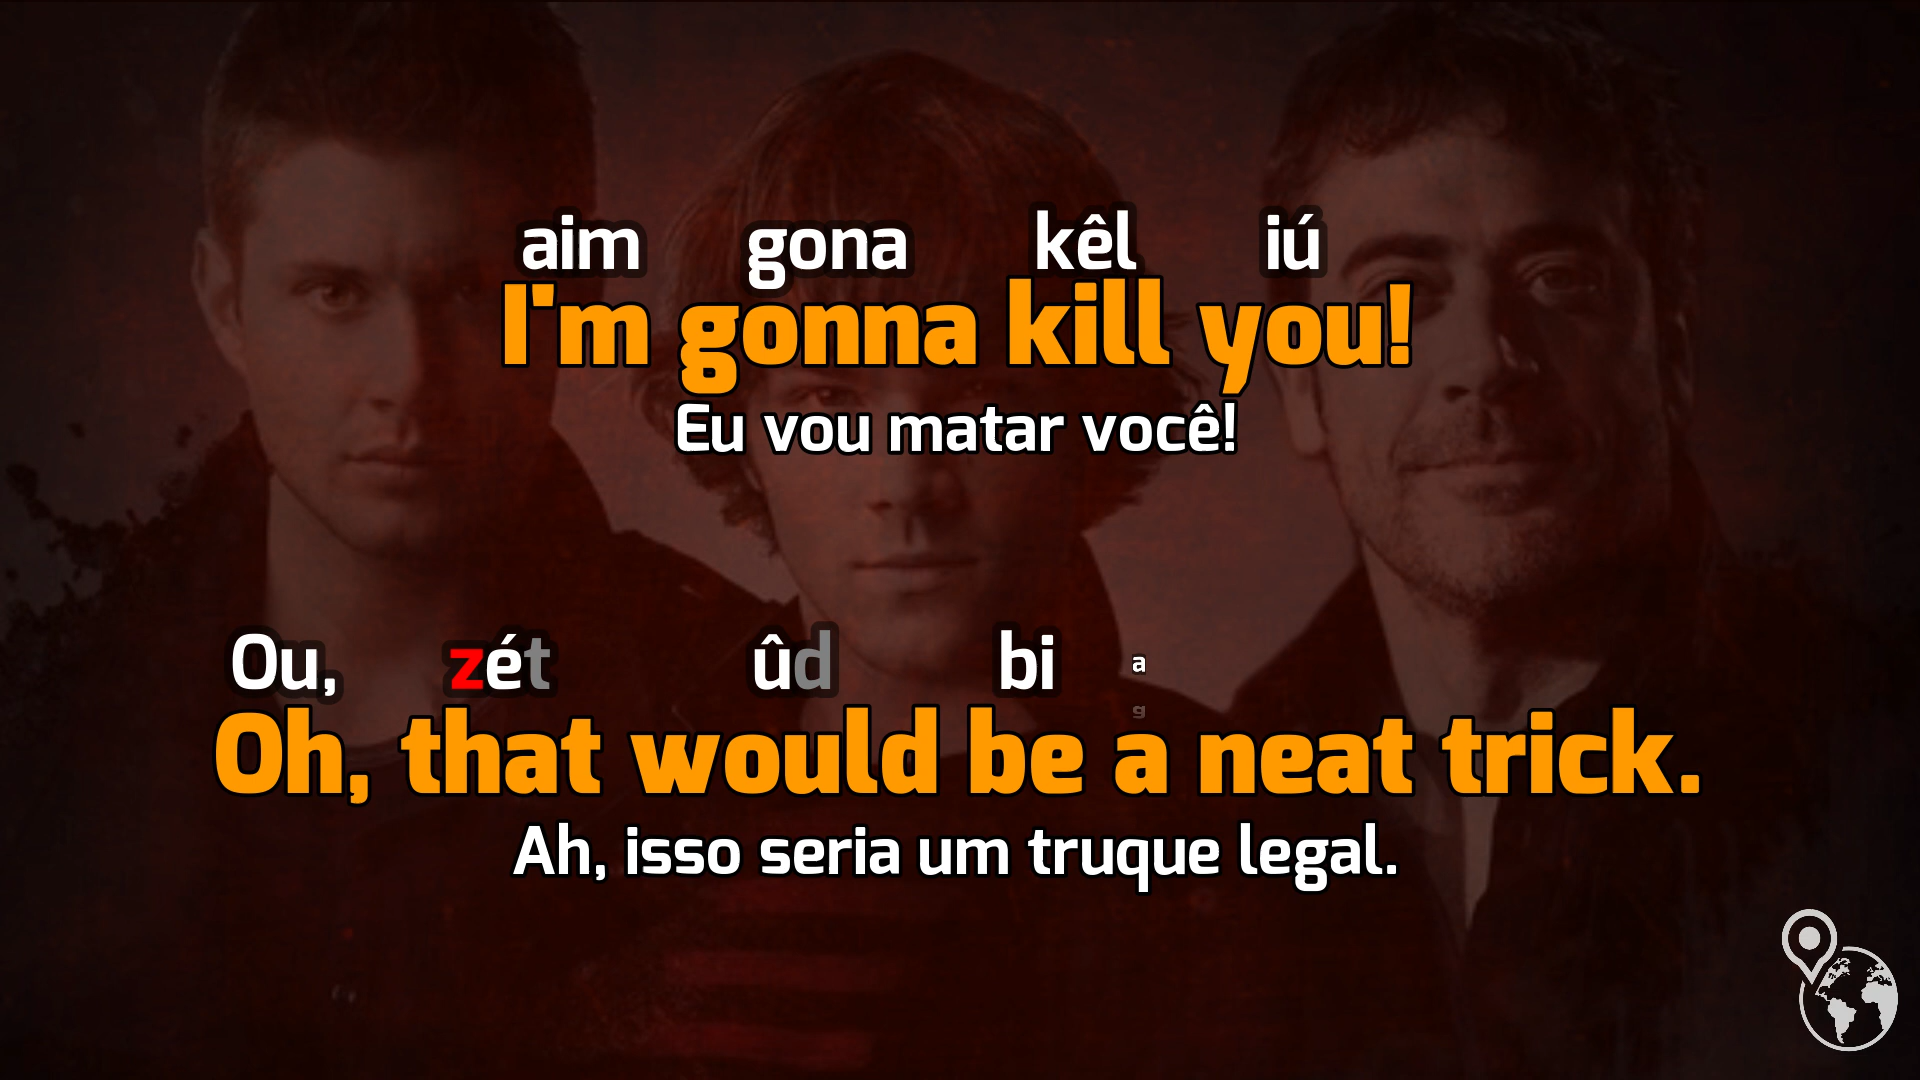 aim gona kêl iú
I'm gonna kill you!
Eu vou matar você!
Ou, zét ûd bi a
Oh, that would be a neat trick.
Ah, isso seria um truque legal.